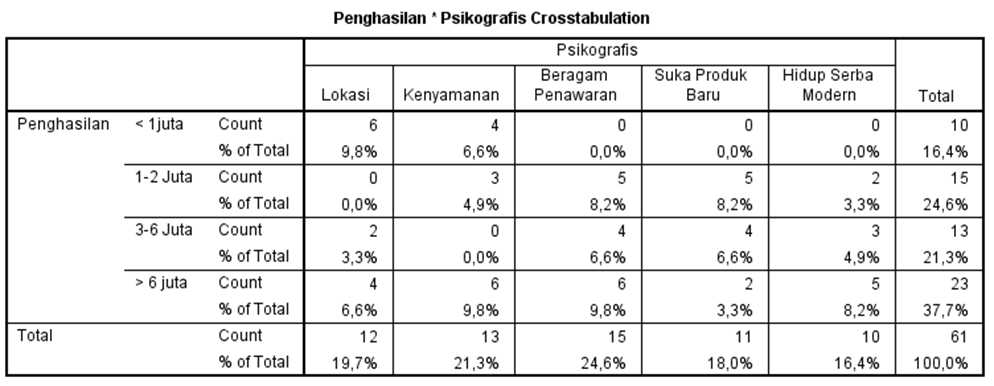 Penghasilan * Psikografis Crosstabulation
Psikografis
Lokasi Kenyamanan Beragam Penawaran Suka Produk Baru Hidup Serba Modern Total
Penghasilan < 1juta Count 6 4 0 0 0 10
% of Total 9,8% 6,6% 0,0% 0,0% 0,0% 16,4%
1-2 Juta Count 0 3 5 5 2 15
% of Total 0,0% 4,9% 8,2% 8,2% 3,3% 24,6%
3-6 Juta Count 2 0 4 4 3 13
% of Total 3,3% 0,0% 6,6% 6,6% 4,9% 21,3%
> 6 juta Count 4 6 6 2 5 23
% of Total 6,6% 9,8% 9,8% 3,3% 8,2% 37,7%
Total Count 12 13 15 11 10 61
% of Total 19,7% 21,3% 24,6% 18,0% 16,4% 100,0%